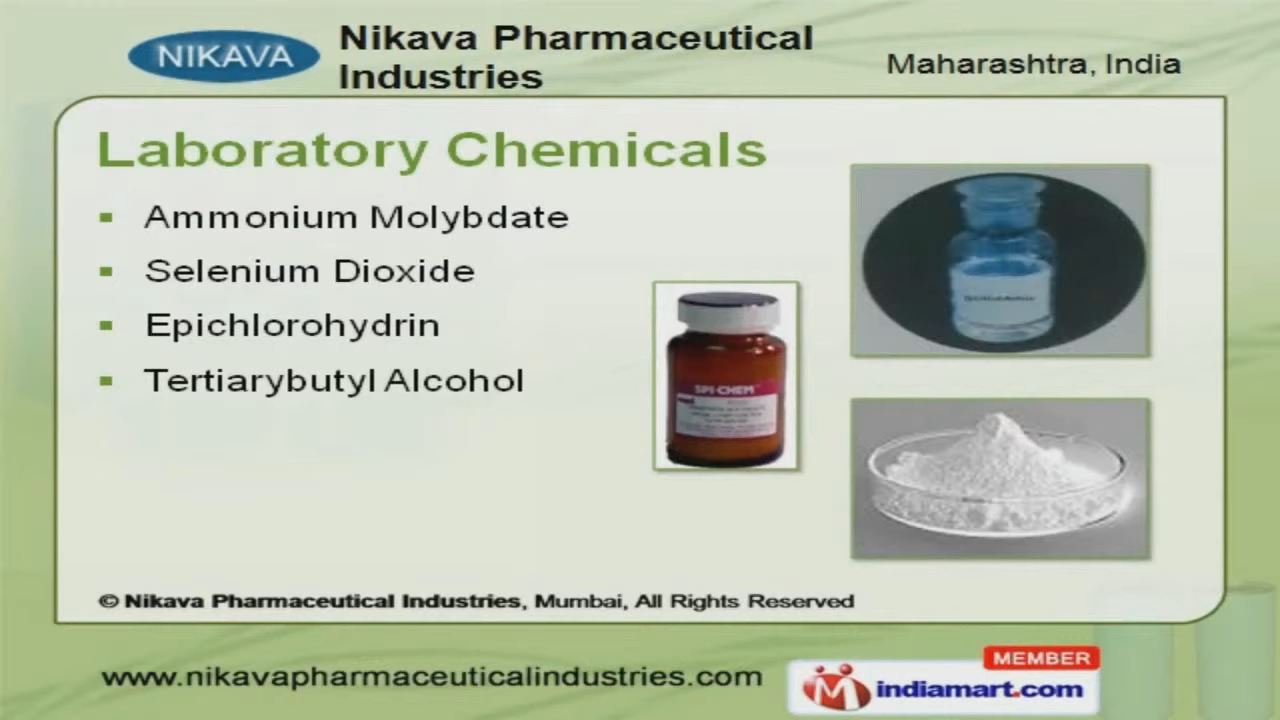 NIKAVA
Nikava Pharmaceutical
Industries
Maharashtra, India
Laboratory Chemicals
Ammonium Molybdate
Selenium Dioxide
Epichlorohydrin
Tertiarybutyl Alcohol
SPI-CHEM
© Nikava Pharmaceutical Industries, Mumbai, All Rights Reserved
www.nikavapharmaceuticalindustries.com
MEMBER
indiamart.com